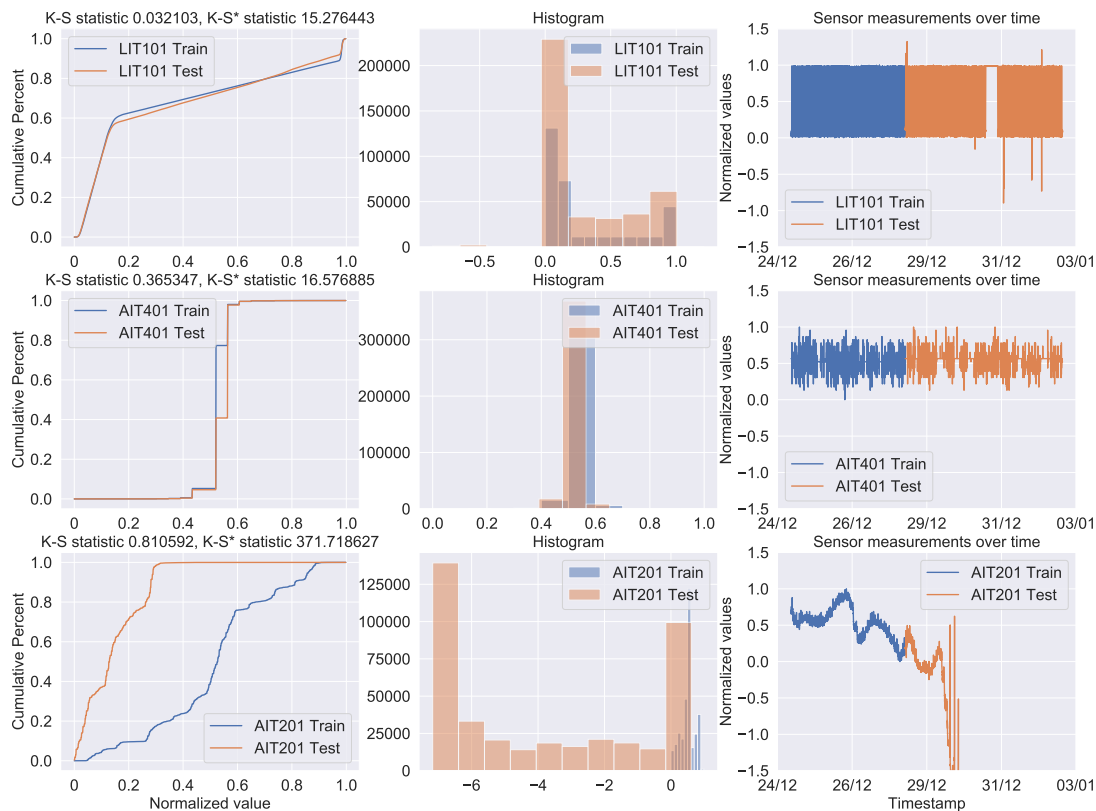 K-S statistic 0.032103, K-S* statistic 15.276443
Cumulative Percent
1.0
0.8
0.6
0.4
0.2
0.0
LIT101 Train
LIT101 Test
0.0 0.2 0.4 0.6 0.8 1.0
Histogram
200000
150000
100000
50000
0
LIT101 Train
LIT101 Test
−0.5 0.0 0.5 1.0
Sensor measurements over time
Normalized values
1.5
1.0
0.5
0.0
−0.5
−1.0
−1.5
LIT101 Train
LIT101 Test
24/12 26/12 29/12 31/12 03/01
K-S statistic 0.365347, K-S* statistic 16.576885
Cumulative Percent
1.0
0.8
0.6
0.4
0.2
0.0
AIT401 Train
AIT401 Test
0.0 0.2 0.4 0.6 0.8 1.0
Histogram
300000
200000
100000
0
AIT401 Train
AIT401 Test
0.0 0.2 0.4 0.6 0.8 1.0
Sensor measurements over time
Normalized values
1.5
1.0
0.5
0.0
−0.5
−1.0
−1.5
AIT401 Train
AIT401 Test
24/12 26/12 29/12 31/12 03/01
K-S statistic 0.810592, K-S* statistic 371.718627
Cumulative Percent
1.0
0.8
0.6
0.4
0.2
0.0
AIT201 Train
AIT201 Test
0.0 0.2 0.4 0.6 0.8 1.0
Normalized value
Histogram
125000
100000
75000
50000
25000
0
AIT201 Train
AIT201 Test
−6 −4 −2 0
Sensor measurements over time
Normalized values
1.5
1.0
0.5
0.0
−0.5
−1.0
−1.5
AIT201 Train
AIT201 Test
24/12 26/12 29/12 31/12 03/01
Timestamp